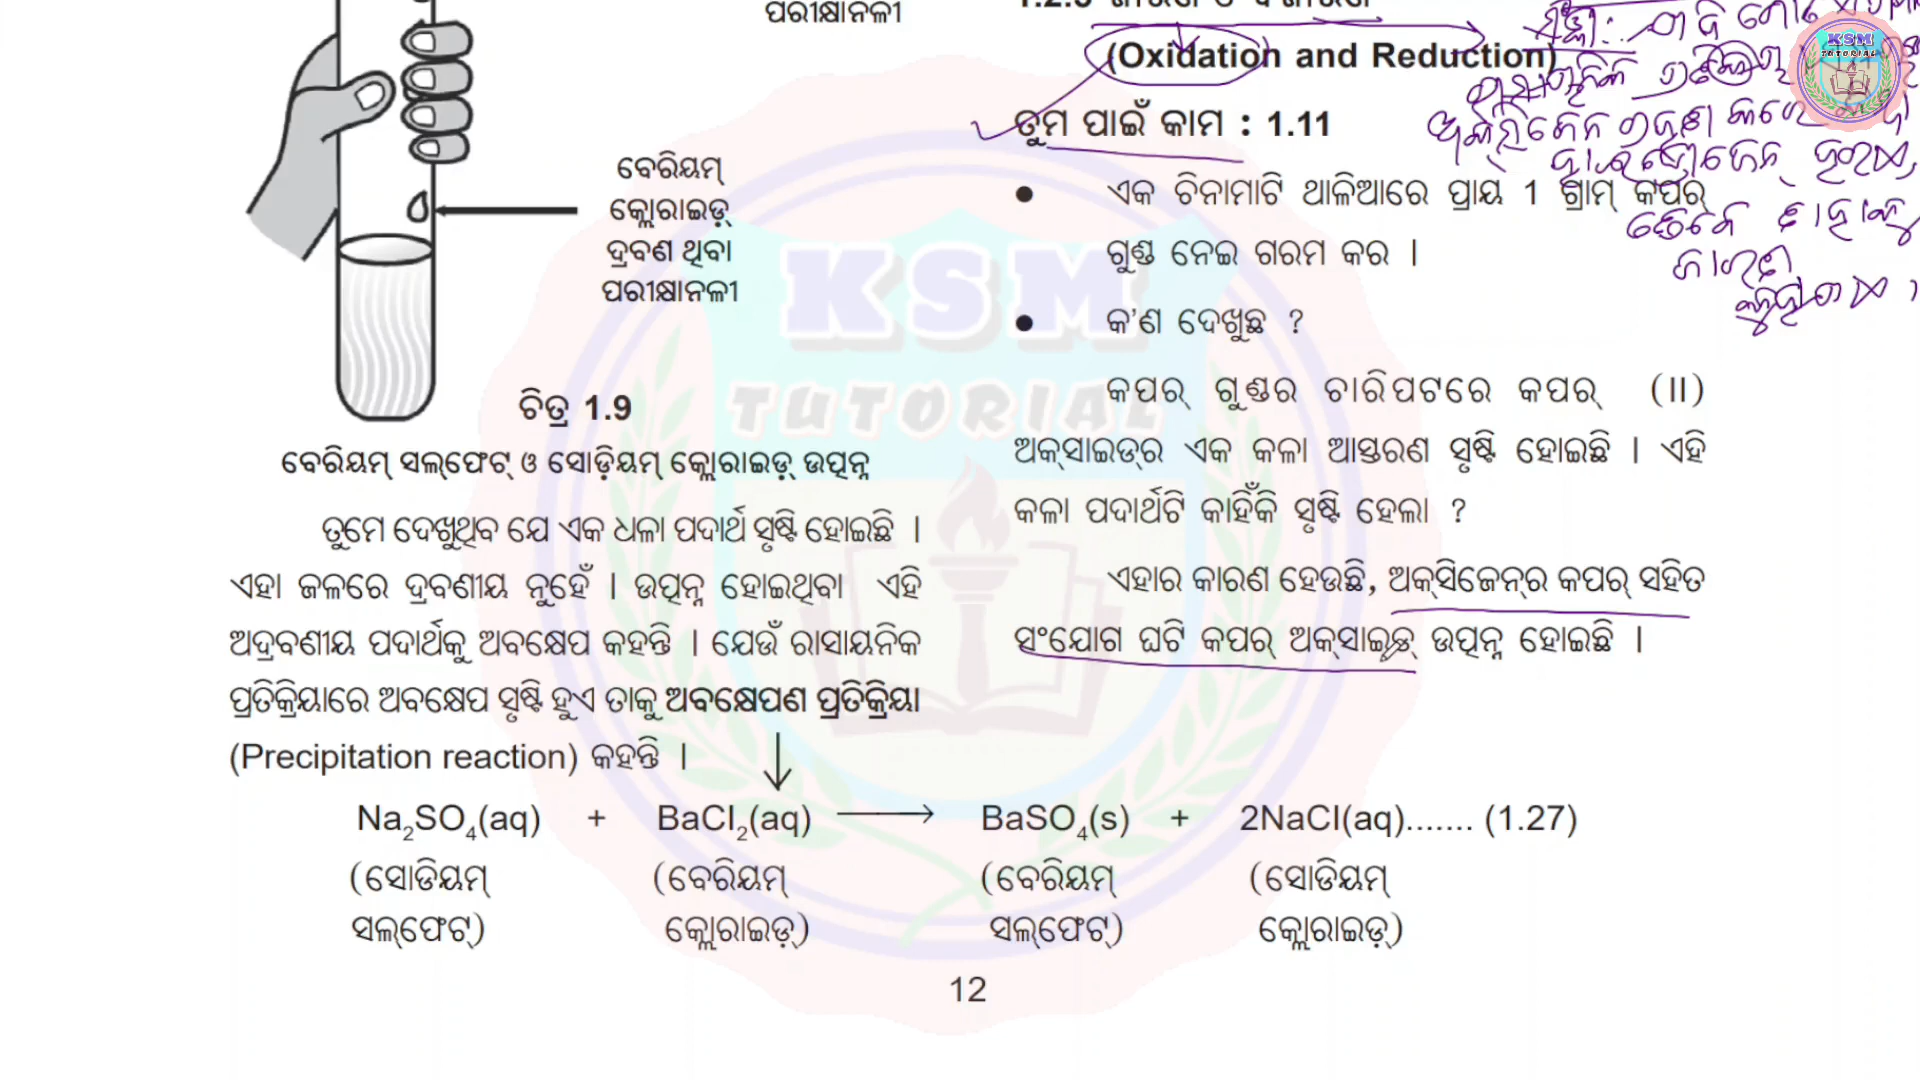 ପରୀକ୍ଷାନଳୀ
ବେରିୟମ୍
କ୍ଲୋରାଇଡ଼୍
ଦ୍ରବଣ ଥିବା
ପରୀକ୍ଷାନଳୀ
ଚିତ୍ର 1.9
ବେରିୟମ୍ ସଲ୍‌ଫେଟ୍ ଓ ସୋଡ଼ିୟମ୍ କ୍ଲୋରାଇଡ଼୍ ଉତ୍ପନ୍ନ
ତୁମେ ଦେଖୁଥିବ ଯେ ଏକ ଧଳା ପଦାର୍ଥ ସୃଷ୍ଟି ହୋଇଛି ।
ଏହା ଜଳରେ ଦ୍ରବଣୀୟ ନୁହେଁ । ଉତ୍ପନ୍ନ ହୋଇଥିବା ଏହି
ଅଦ୍ରବଣୀୟ ପଦାର୍ଥକୁ ଅବକ୍ଷେପ କହନ୍ତି । ଯେଉଁ ରାସାୟନିକ
ପ୍ରତିକ୍ରିୟାରେ ଅବକ୍ଷେପ ସୃଷ୍ଟି ହୁଏ ତାକୁ ଅବକ୍ଷେପଣ ପ୍ରତିକ୍ରିୟା
(Precipitation reaction) କହନ୍ତି ।
(Oxidation and Reduction)
ତୁମ ପାଇଁ କାମ : 1.11
● ଏକ ଚିନାମାଟି ଥାଳିଆରେ ପ୍ରାୟ 1 ଗ୍ରାମ୍ କପର୍
ଗୁଣ୍ଡ ନେଇ ଗରମ କର ।
● କ'ଣ ଦେଖୁଛ ?
କପର୍ ଗୁଣ୍ଡର ଚାରିପଟରେ କପର୍ (II)
ଅକ୍‌ସାଇଡ୍‌ର ଏକ କଳା ଆସ୍ତରଣ ସୃଷ୍ଟି ହୋଇଛି । ଏହି
କଳା ପଦାର୍ଥଟି କାହିଁକି ସୃଷ୍ଟି ହେଲା ?
ଏହାର କାରଣ ହେଉଛି, ଅକ୍‌ସିଜେନ୍‌ର କପର୍ ସହିତ
ସଂଯୋଗ ଘଟି କପର୍ ଅକ୍‌ସାଇଡ୍ ଉତ୍ପନ୍ନ ହୋଇଛି ।
Na2SO4(aq) + BaCl2(aq) ⟶ BaSO4(s) + 2NaCl(aq)....... (1.27)
(ସୋଡିୟମ୍ (ବେରିୟମ୍ (ବେରିୟମ୍ (ସୋଡିୟମ୍
ସଲ୍‌ଫେଟ୍) କ୍ଲୋରାଇଡ଼୍) ସଲ୍‌ଫେଟ୍) କ୍ଲୋରାଇଡ଼୍)
12
KSM
TUTORIAL
KSM
TUTORIAL